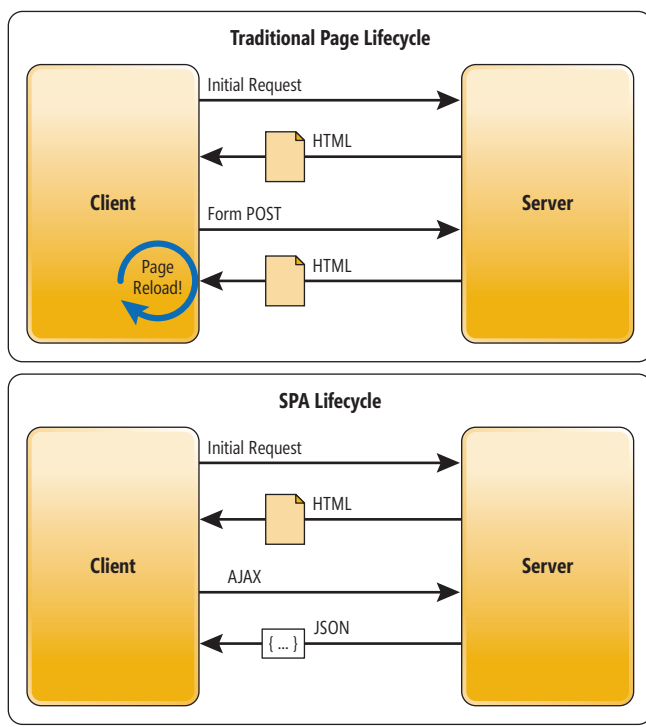 Traditional Page Lifecycle
Initial Request
HTML
Client
Server
Form POST
HTML
Page
Reload!
SPA Lifecycle
Initial Request
HTML
Client
Server
AJAX
JSON
{ ... }